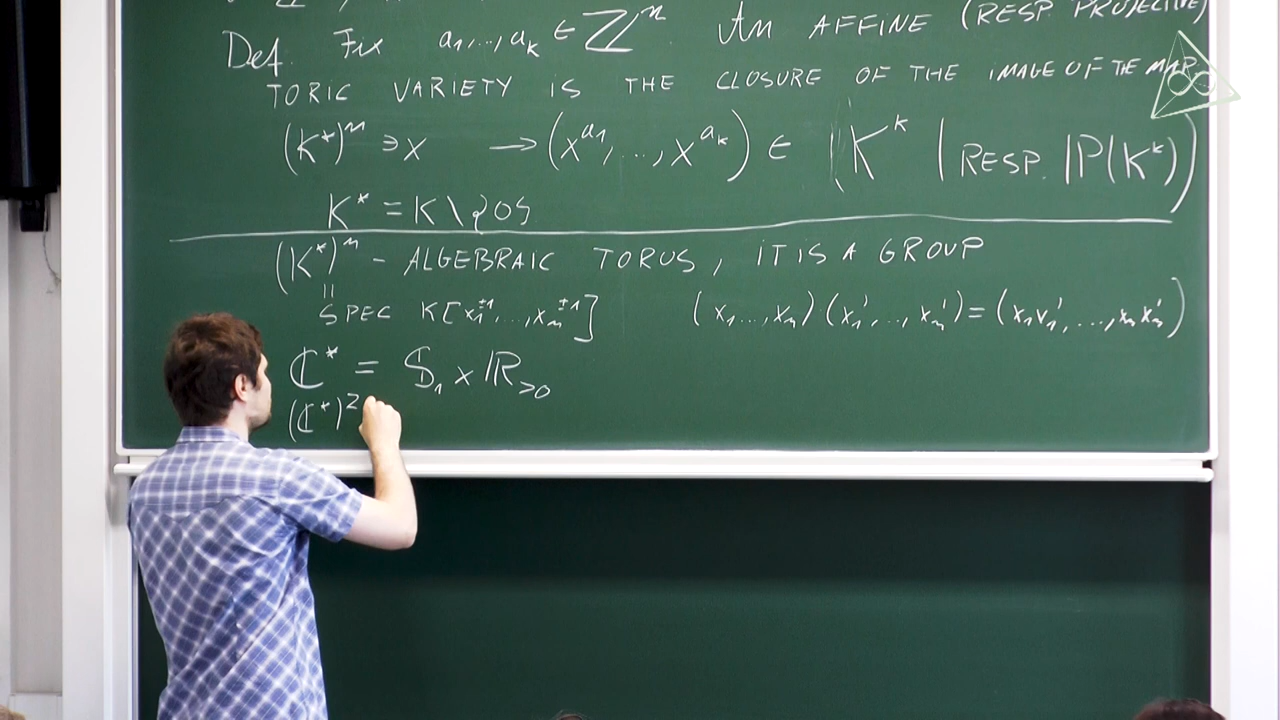 Def. Fix a₁,...,aₖ ∈ ℤⁿ An AFFINE (RESP. PROJECTIVE)
TORIC VARIETY IS THE CLOSURE OF THE IMAGE OF THE MAP
(K*)ⁿ ∋ x → (x^{a₁},...,x^{aₖ}) ∈ K^k (RESP. ℙ(K^k))
K* = K\{0}
(K*)ⁿ - ALGEBRAIC TORUS, IT IS A GROUP
=
SPEC K[x₁^{±1},...,xₙ^{±1}] (x₁...,xₙ)(x₁',...,xₙ') = (x₁x₁',...,xₙxₙ')
ℂ* = S₁ × ℝ_{>0}
(ℂ*)²